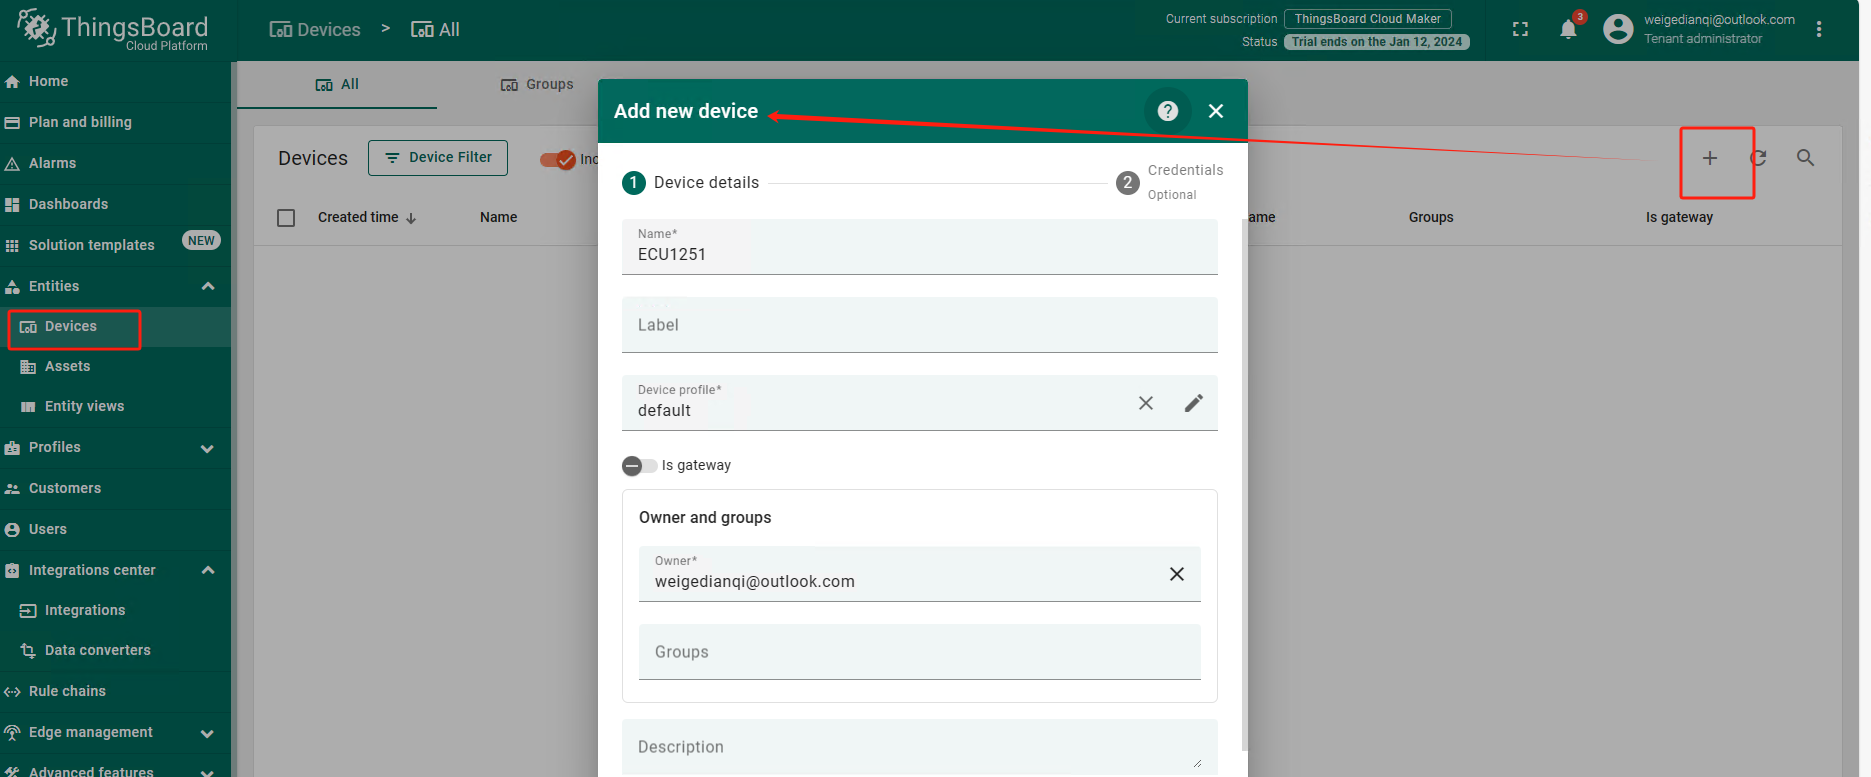 ThingsBoard
Cloud Platform
Devices > All
Current subscription ThingsBoard Cloud Maker
Status Trial ends on the Jan 12, 2024
3
weigedianqi@outlook.com
Tenant administrator
Home
Plan and billing
Alarms
Dashboards
Solution templates NEW
Entities
Devices
Assets
Entity views
Profiles
Customers
Users
Integrations center
Integrations
Data converters
Rule chains
Edge management
Advanced features
All
Groups
Devices
Device Filter
Inc
Created time
Name
ame
Groups
Is gateway
Add new device
?
1 Device details
2 Credentials
Optional
Name*
ECU1251
Label
Device profile*
default
Is gateway
Owner and groups
Owner*
weigedianqi@outlook.com
Groups
Description